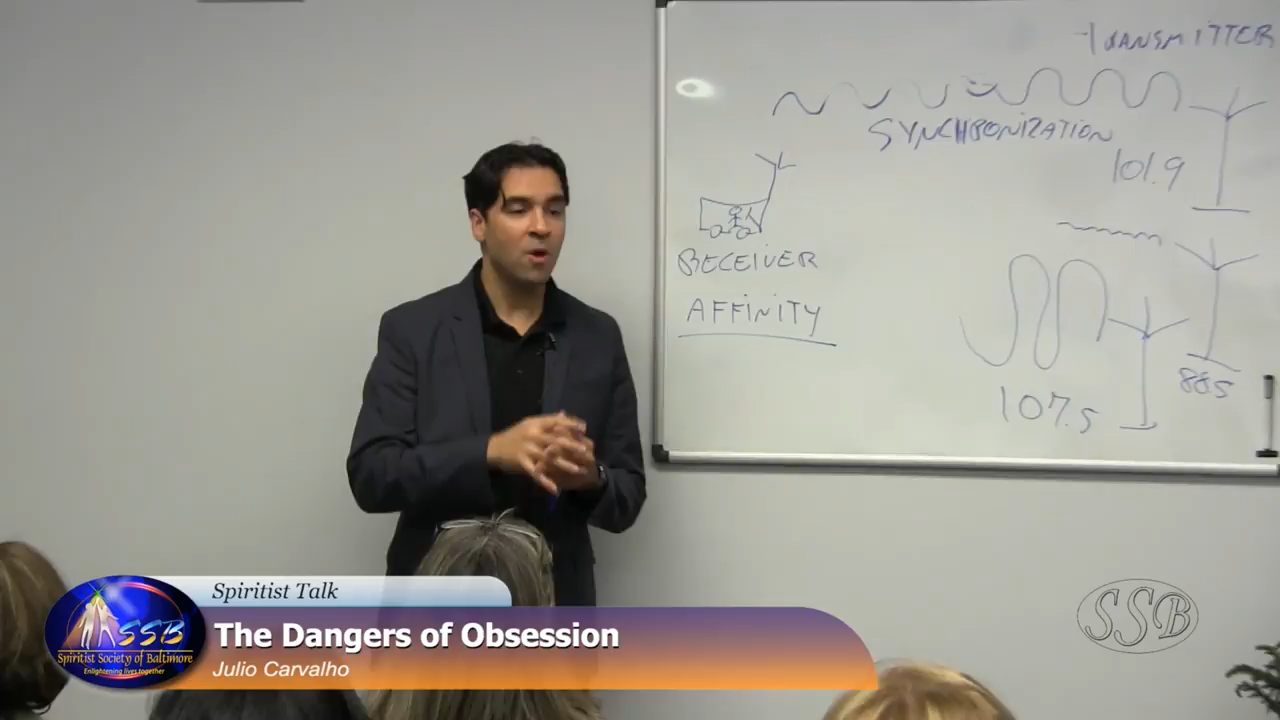 TRANSMITTER
SYNCHRONIZATION
101.9
RECEIVER
AFFINITY
88.5
107.5
Spiritist Talk
The Dangers of Obsession
Julio Carvalho
SSB
Spiritist Society of Baltimore
Enlightening lives together
SSB